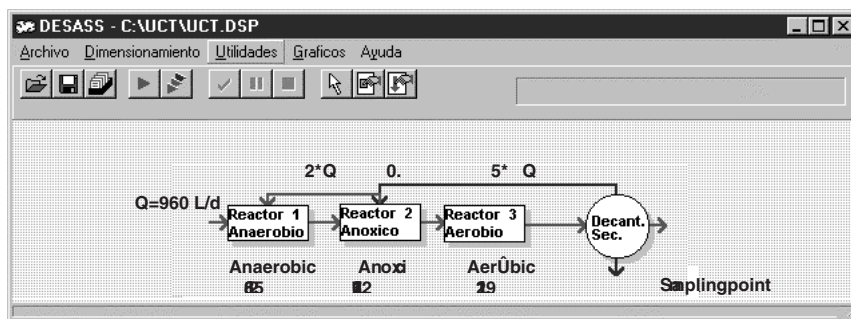 DESASS - C:\UCT\UCT.DSP
Archivo Dimensionamiento Utilidades Graficos Ayuda
2*Q 0. 5* Q
Q=960 L/d
Reactor 1 Anaerobio
Reactor 2 Anoxico
Reactor 3 Aerobio
Decant. Sec.
Anaerobic Anoxi AerÛbic